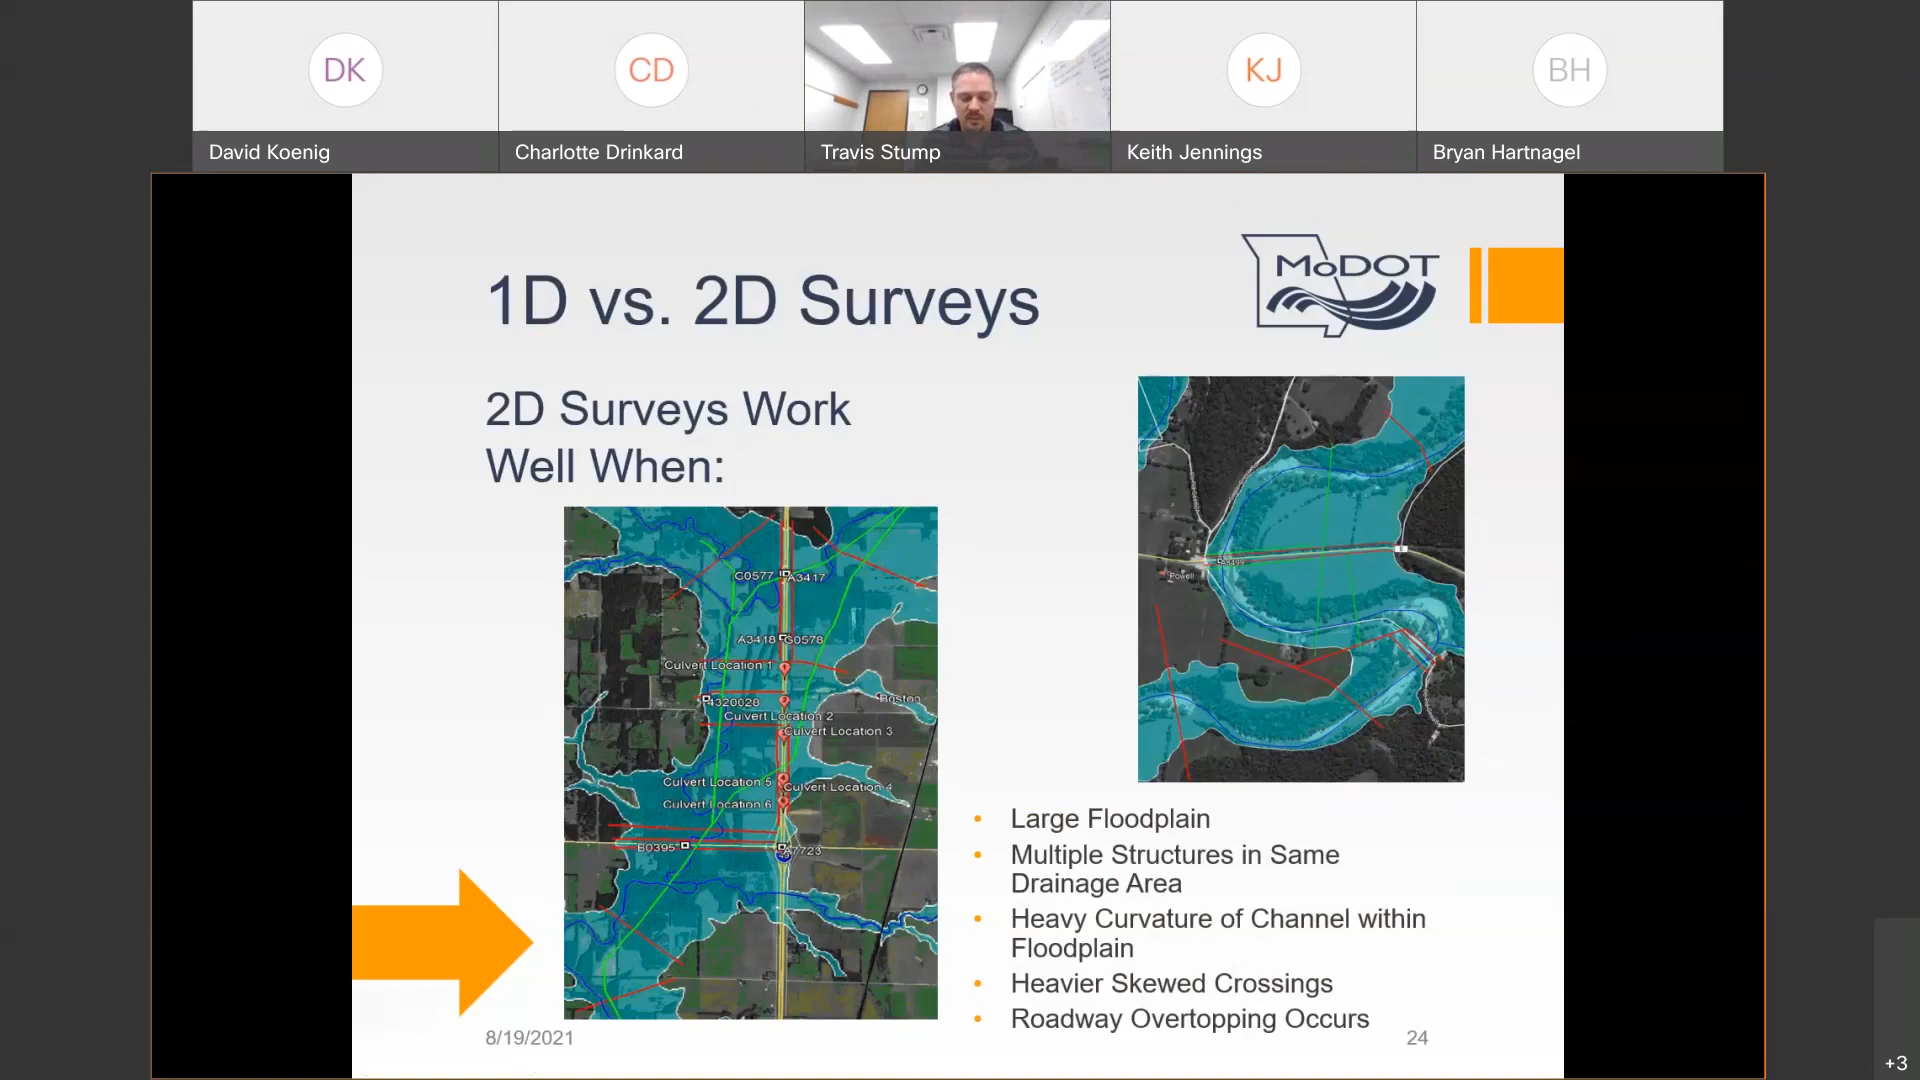 DK
CD
KJ
BH
David Koenig
Charlotte Drinkard
Travis Stump
Keith Jennings
Bryan Hartnagel
MoDOT
1D vs. 2D Surveys
2D Surveys Work
Well When:
C0577
A3417
A3418
G0578
Culvert Location 1
Boston
4320028
Culvert Location 2
Culvert Location 3
Culvert Location 5
Culvert Location 4
Culvert Location 6
B0395
A7723
Powell
• Large Floodplain
• Multiple Structures in Same
Drainage Area
• Heavy Curvature of Channel within
Floodplain
• Heavier Skewed Crossings
• Roadway Overtopping Occurs
8/19/2021
24
+3